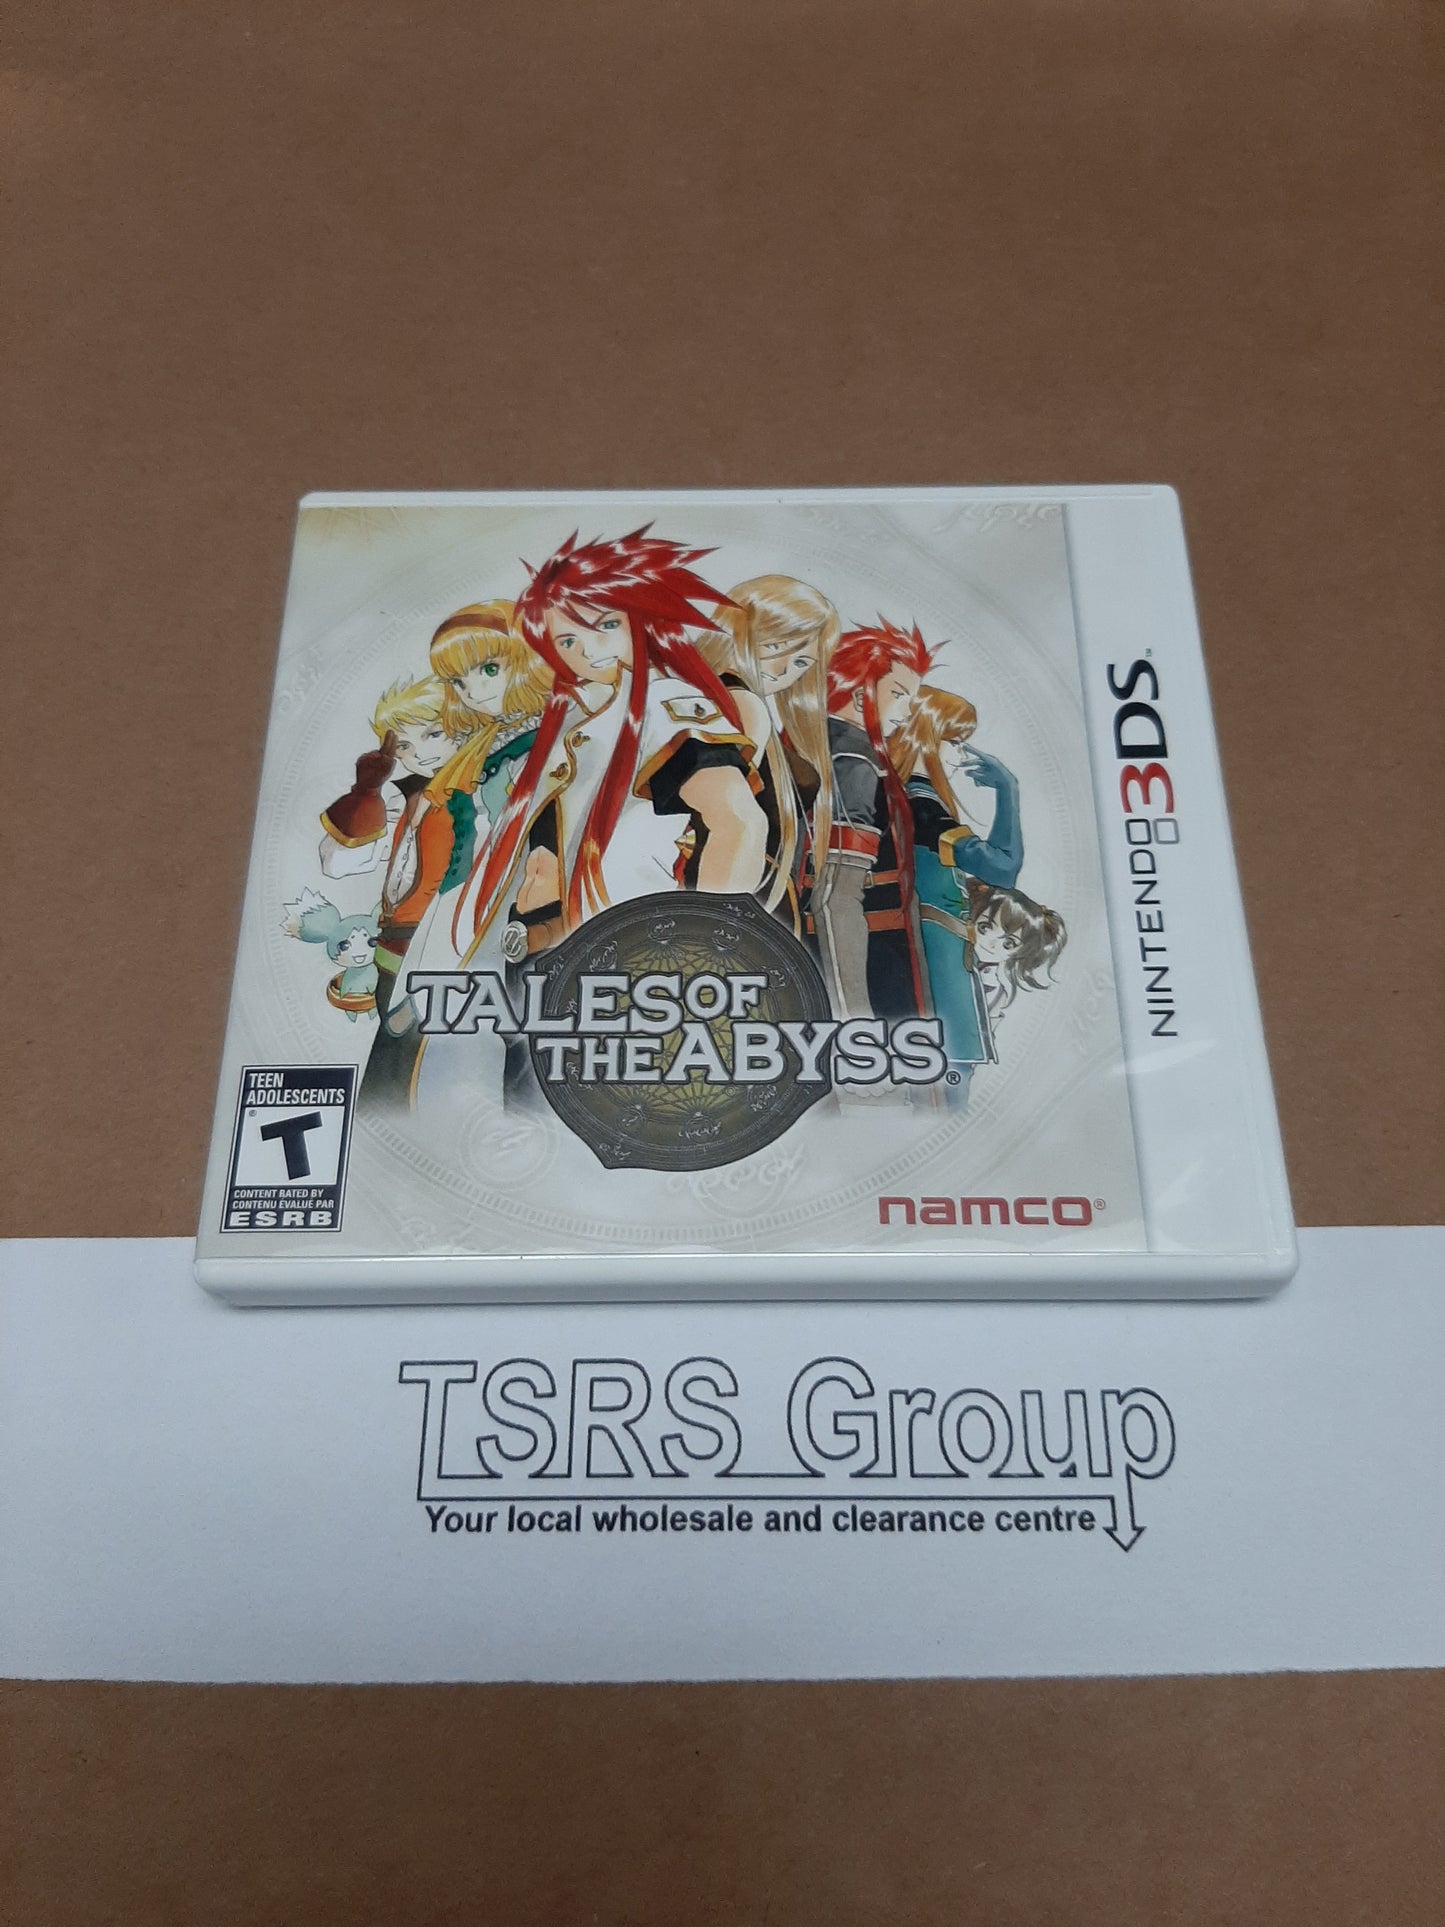 NINTENDO 3DS™
TALES OF
THE ABYSS®
TEEN
ADOLESCENTS
T
®
CONTENT RATED BY
CONTENU ÉVALUÉ PAR
ESRB
namco®
TSRS Group
Your local wholesale and clearance centre